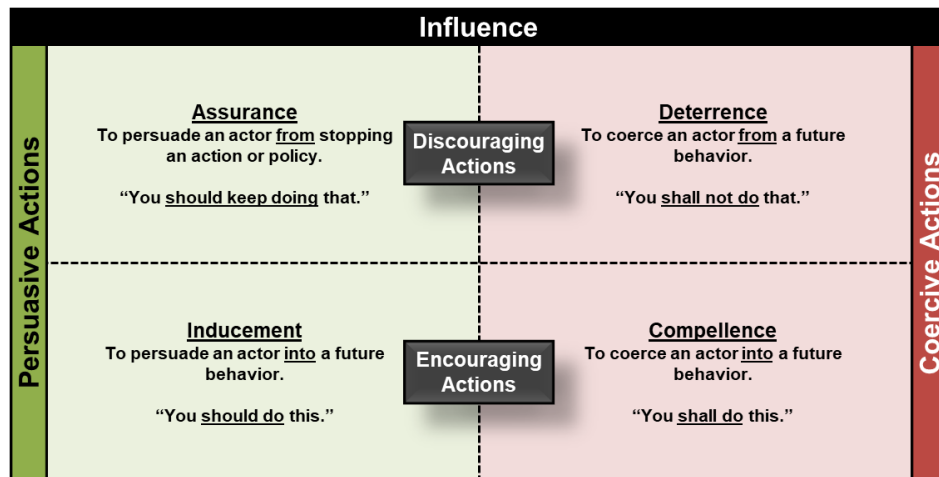 Influence
Persuasive Actions
Assurance
To persuade an actor from stopping
an action or policy.
“You should keep doing that.”
Discouraging
Actions
Deterrence
To coerce an actor from a future
behavior.
“You shall not do that.”
Coercive Actions
Inducement
To persuade an actor into a future
behavior.
“You should do this.”
Encouraging
Actions
Compellence
To coerce an actor into a future
behavior.
“You shall do this.”